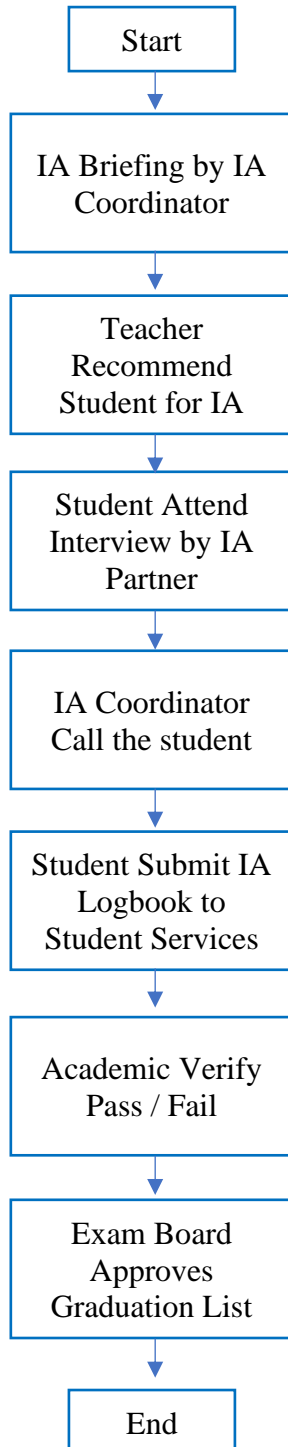 Start
IA Briefing by IA
Coordinator
Teacher
Recommend
Student for IA
Student Attend
Interview by IA
Partner
IA Coordinator
Call the student
Student Submit IA
Logbook to
Student Services
Academic Verify
Pass / Fail
Exam Board
Approves
Graduation List
End